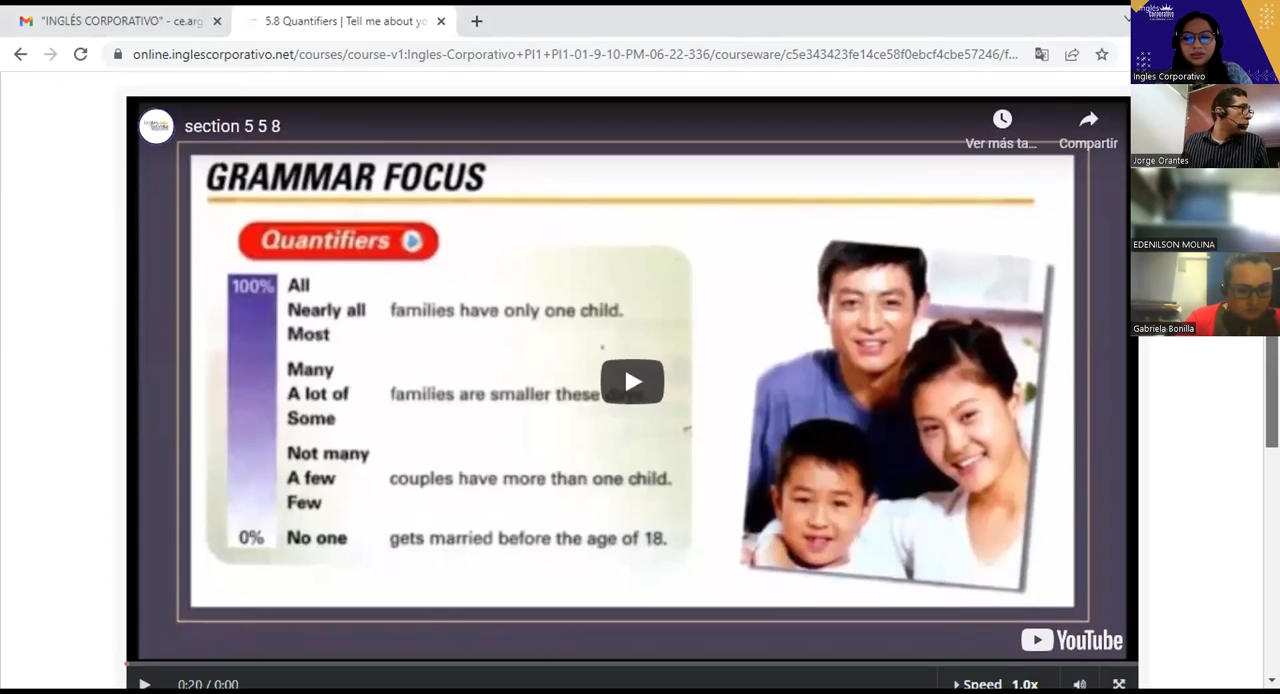 "INGLÉS CORPORATIVO" - ce.arg
5.8 Quantifiers | Tell me about yo
online.inglescorporativo.net/courses/course-v1:Ingles-Corporativo+PI1+PI1-01-9-10-PM-06-22-336/courseware/c5e343423fe14ce58f0ebcf4cbe57246/f...
Ingles Corporativo
Jorge Orantes
EDENILSON MOLINA
Gabriela Bonilla
section 5 5 8
Ver más ta...
Compartir
GRAMMAR FOCUS
Quantifiers
100% All
Nearly all families have only one child.
Most
Many
A lot of families are smaller these
Some
Not many
A few couples have more than one child.
Few
0% No one gets married before the age of 18.
YouTube
0:20 / 0:00
Speed 1.0x